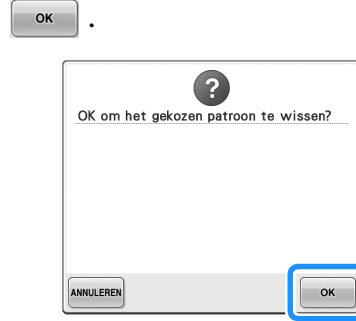 OK .
?
OK om het gekozen patroon te wissen?
ANNULEREN OK